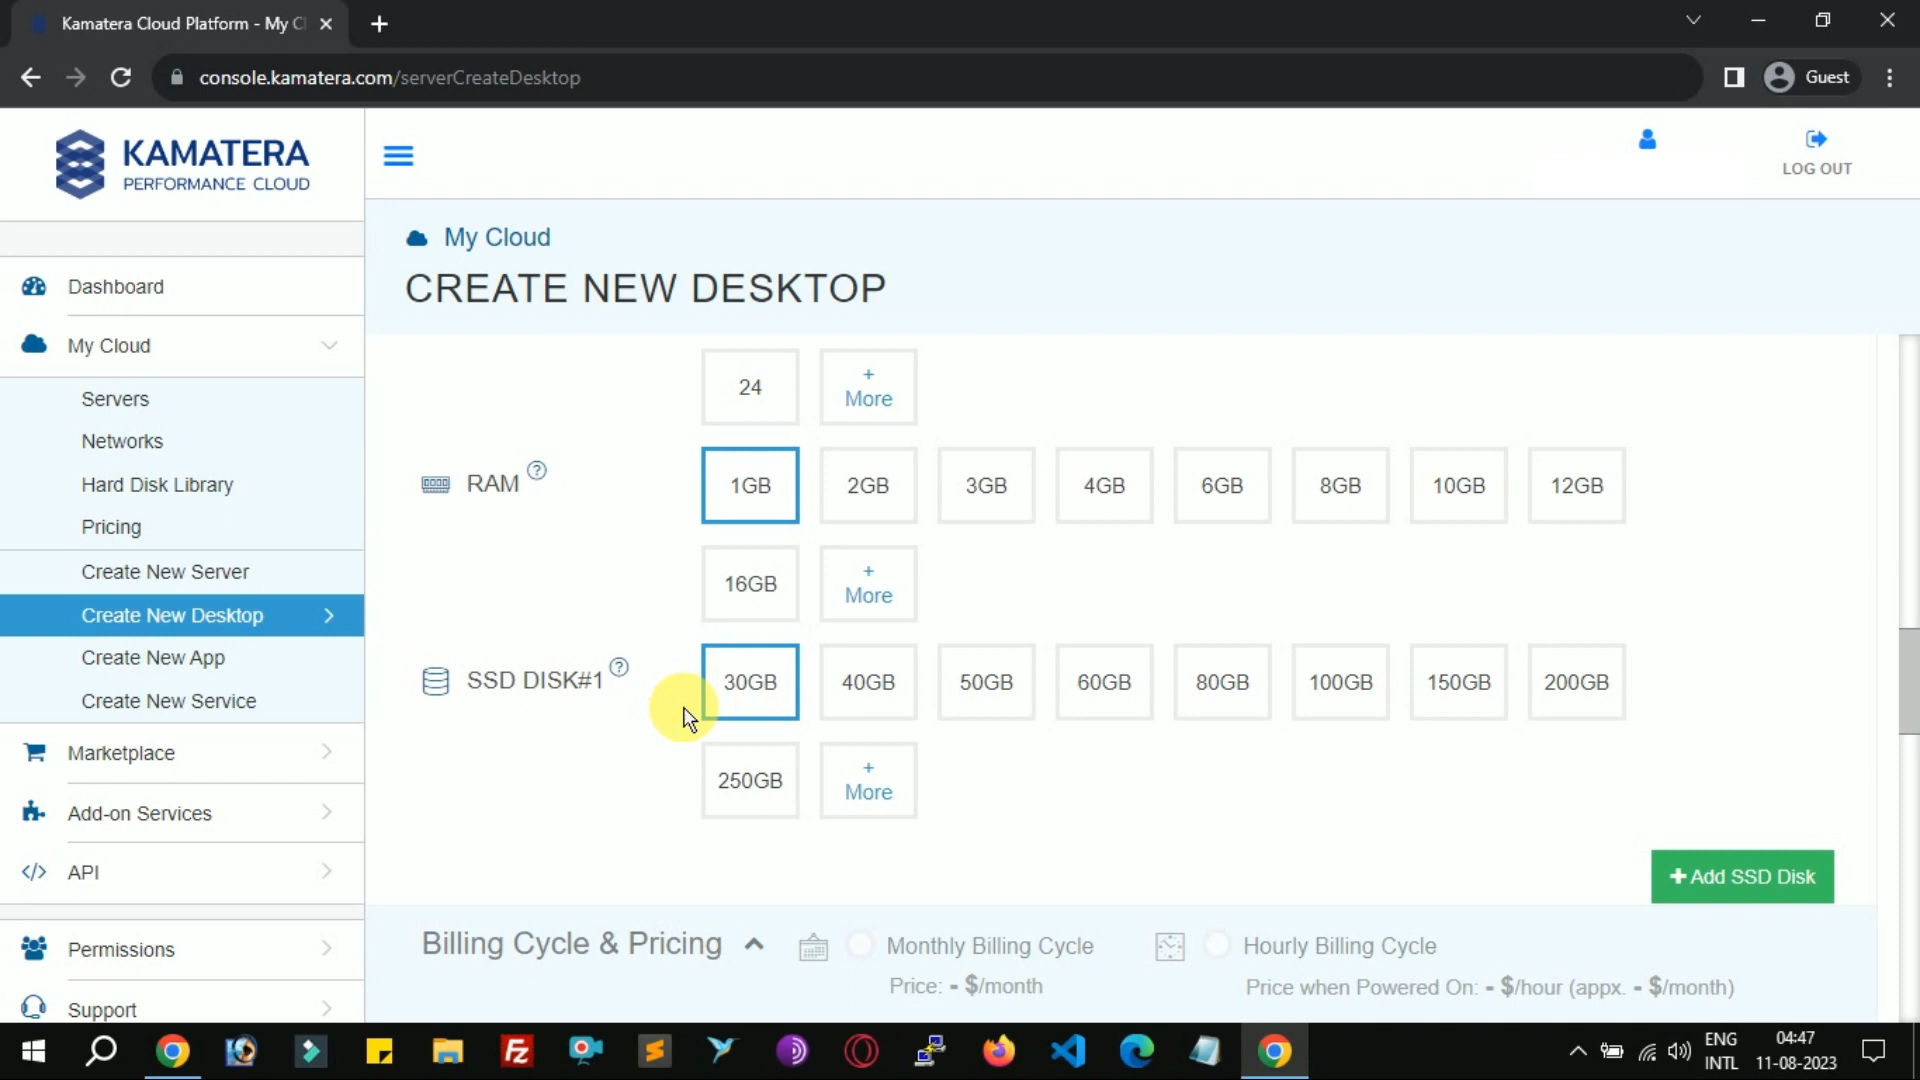 Kamatera Cloud Platform - My Cl
console.kamatera.com/serverCreateDesktop
Guest
KAMATERA
PERFORMANCE CLOUD
LOG OUT
Dashboard
My Cloud
Servers
Networks
Hard Disk Library
Pricing
Create New Server
Create New Desktop
Create New App
Create New Service
Marketplace
Add-on Services
API
Permissions
Support
My Cloud
CREATE NEW DESKTOP
24
+
More
RAM ?
1GB 2GB 3GB 4GB 6GB 8GB 10GB 12GB
16GB
+
More
SSD DISK#1 ?
30GB 40GB 50GB 60GB 80GB 100GB 150GB 200GB
250GB
+
More
+ Add SSD Disk
Billing Cycle & Pricing
Monthly Billing Cycle
Price: - $/month
Hourly Billing Cycle
Price when Powered On: - $/hour (appx. - $/month)
ENG
INTL
04:47
11-08-2023